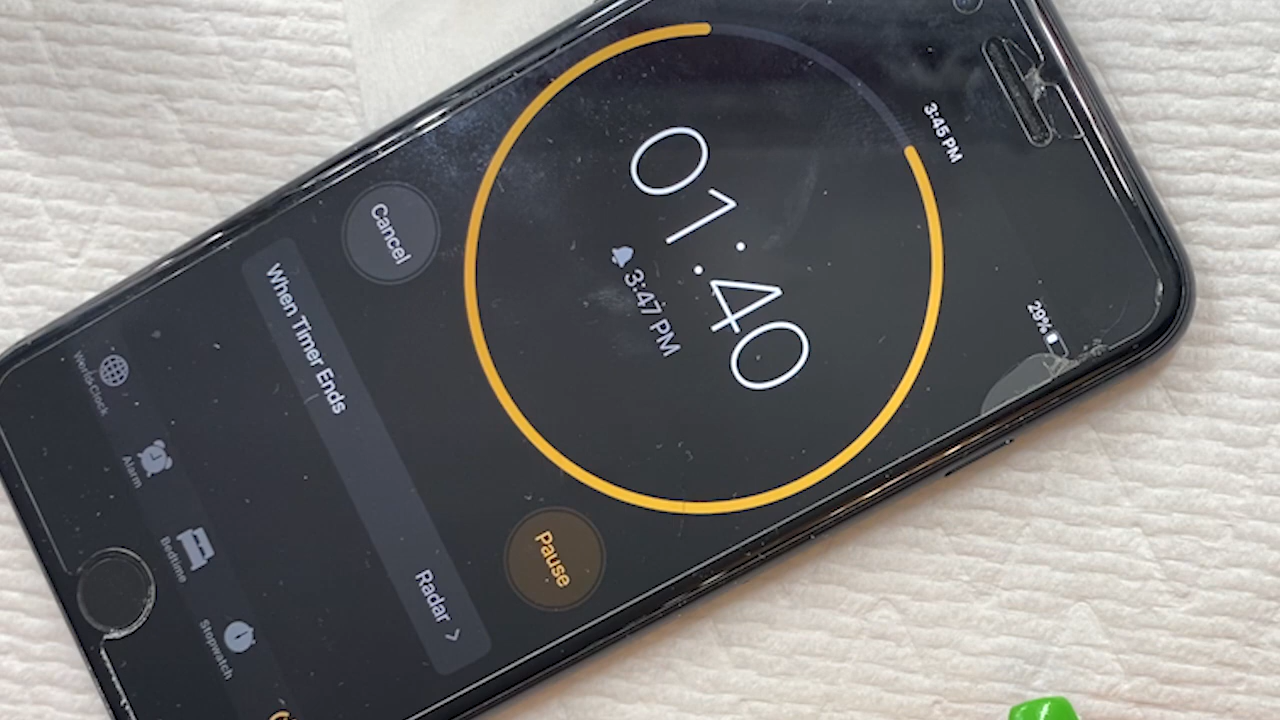 3:45 PM
29%
01:40
3:47 PM
Cancel
Pause
When Timer Ends
Radar
World Clock
Alarm
Bedtime
Stopwatch